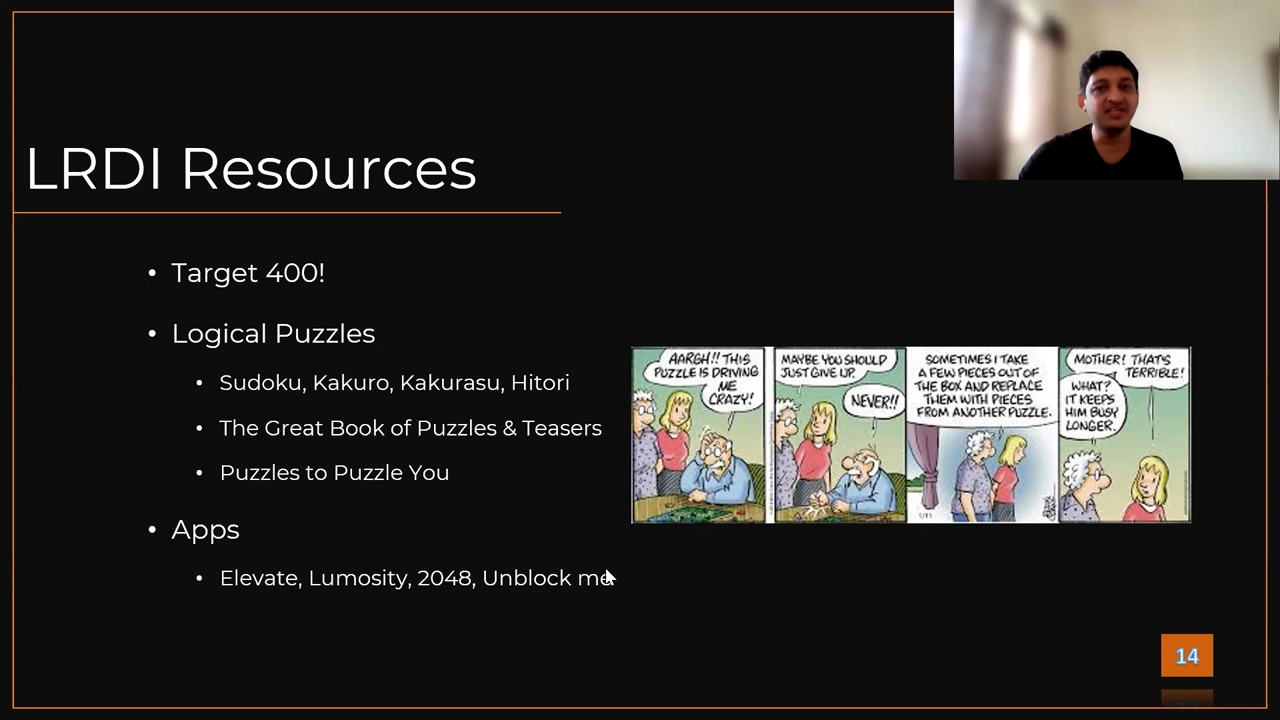 LRDI Resources
• Target 400!
• Logical Puzzles
• Sudoku, Kakuro, Kakurasu, Hitori
• The Great Book of Puzzles & Teasers
• Puzzles to Puzzle You
• Apps
• Elevate, Lumosity, 2048, Unblock me
AARGH!! THIS
PUZZLE IS DRIVING
ME
CRAZY!
MAYBE YOU SHOULD
JUST GIVE UP.
NEVER!!
SOMETIMES I TAKE
A FEW PIECES OUT OF
THE BOX AND REPLACE
THEM WITH PIECES
FROM ANOTHER PUZZLE.
MOTHER! THAT'S
TERRIBLE!
WHAT?
IT KEEPS
HIM BUSY
LONGER.
14